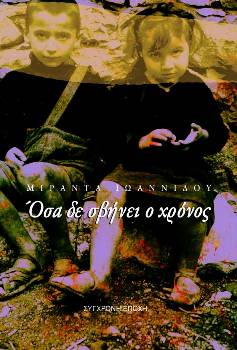 ΜΙΡΑΝΤΑ ΙΩΑΝΝΙΔΟΥ
Όσα δε σβήνει ο χρόνος
ΣΥΓΧΡΟΝΗ ΕΠΟΧΗ